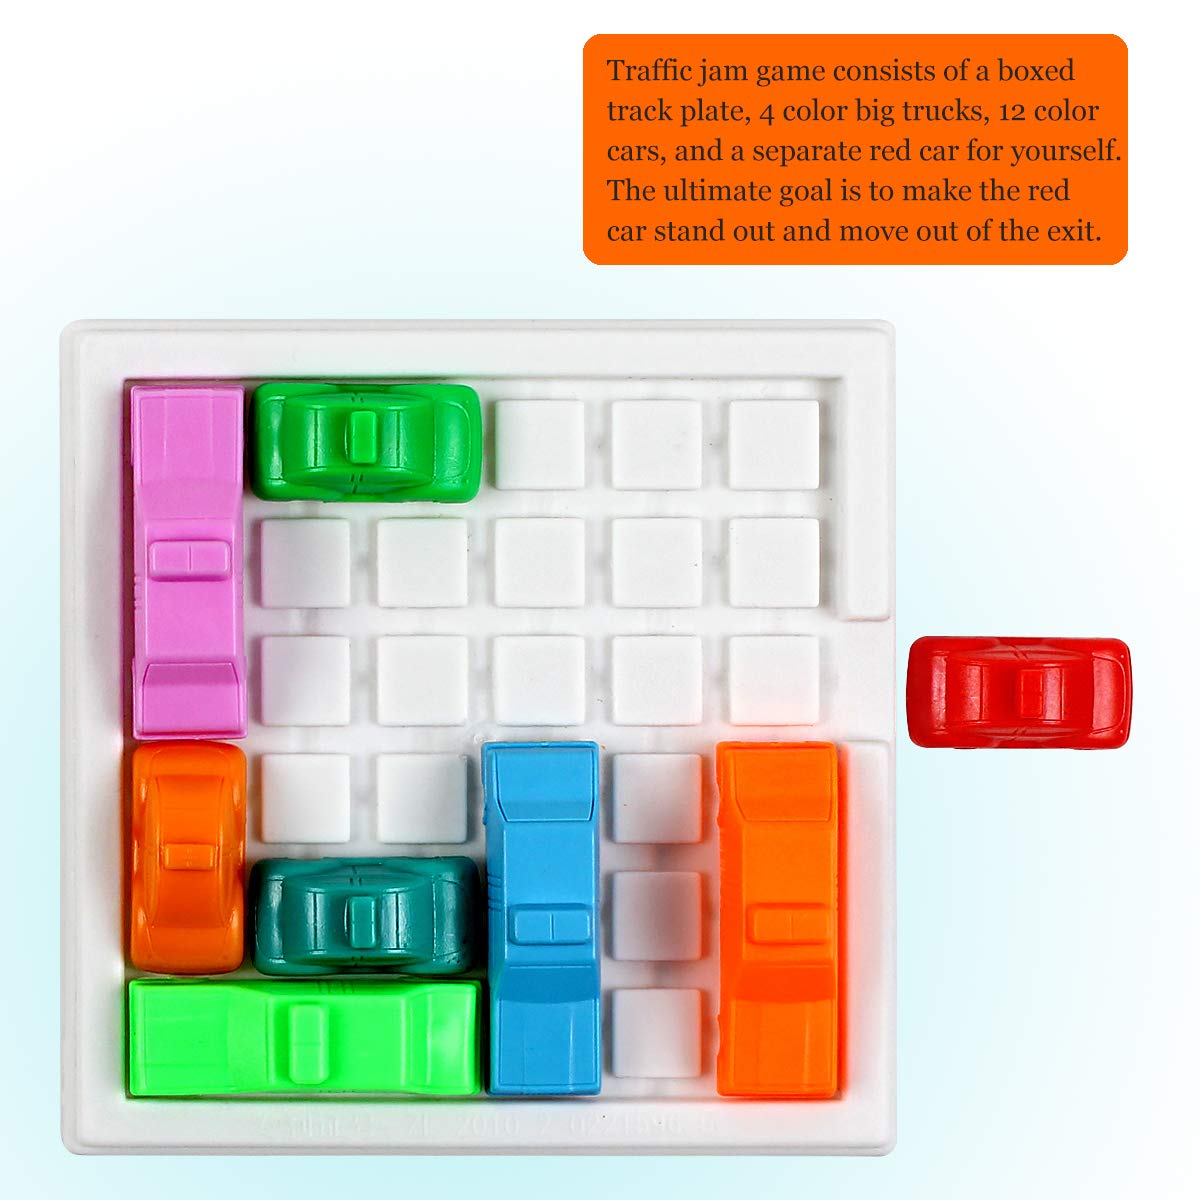 Traffic jam game consists of a boxed
track plate, 4 color big trucks, 12 color
cars, and a separate red car for yourself.
The ultimate goal is to make the red
car stand out and move out of the exit.